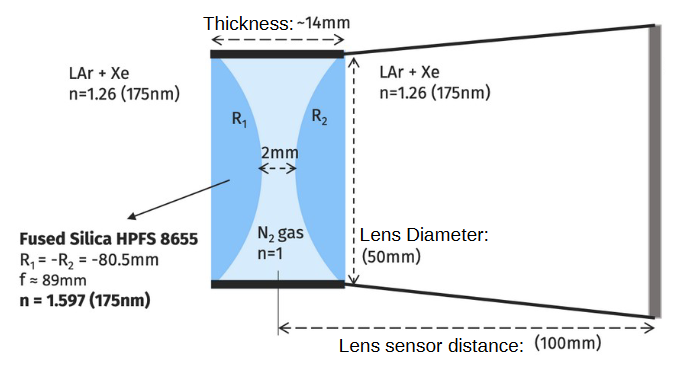 Thickness: ~14mm
LAr + Xe
n=1.26 (175nm)
LAr + Xe
n=1.26 (175nm)
R₁
R₂
2mm
Fused Silica HPFS 8655
R₁ = -R₂ = -80.5mm
f ≈ 89mm
n = 1.597 (175nm)
N₂ gas
n=1
Lens Diameter:
(50mm)
Lens sensor distance: (100mm)